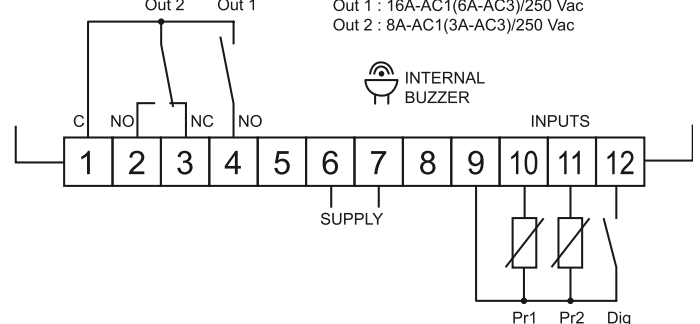 Out 2 Out 1
Out 1 : 16A-AC1(6A-AC3)/250 Vac
Out 2 : 8A-AC1(3A-AC3)/250 Vac
INTERNAL
BUZZER
C NO NC NO INPUTS
1 2 3 4 5 6 7 8 9 10 11 12
SUPPLY
Pr1 Pr2 Dig